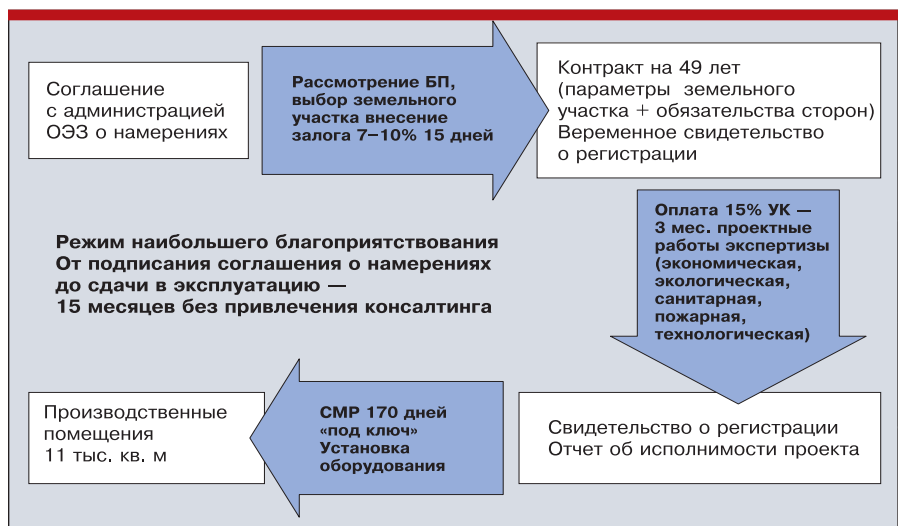 Соглашение
с администрацией
ОЭЗ о намерениях
Рассмотрение БП,
выбор земельного
участка внесение
залога 7–10% 15 дней
Контракт на 49 лет
(параметры земельного
участка + обязательства сторон)
Веременное свидетельство
о регистрации
Оплата 15% УК —
3 мес. проектные
работы экспертизы
(экономическая,
экологическая,
санитарная,
пожарная,
технологическая)
Режим наибольшего благоприятствования
От подписания соглашения о намерениях
до сдачи в эксплуатацию —
15 месяцев без привлечения консалтинга
Свидетельство о регистрации
Отчет об исполнимости проекта
СМР 170 дней
«под ключ»
Установка
оборудования
Производственные
помещения
11 тыс. кв. м